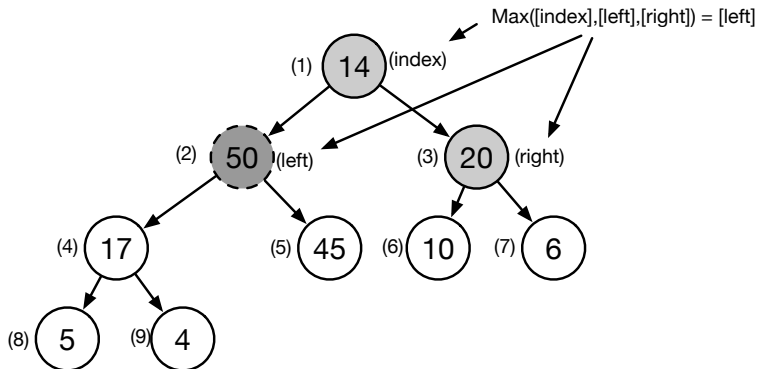 Max([index],[left],[right]) = [left]
(1) 14 (index)
(2) 50 (left)
(3) 20 (right)
(4) 17
(5) 45
(6) 10
(7) 6
(8) 5
(9) 4